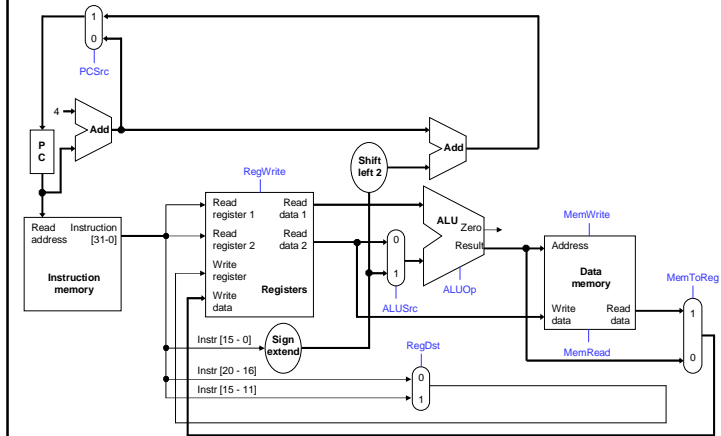 1
0
PCSrc
4
Add
P
C
Add
Shift
left 2
RegWrite
Read
address
Instruction
[31-0]
Instruction
memory
Read
register 1
Read
data 1
Read
register 2
Read
data 2
Write
register
Write
data
Registers
0
1
ALUSrc
ALU
Zero
Result
ALUOp
MemWrite
Address
Data
memory
Write
data
Read
data
MemRead
MemToReg
1
0
Instr [15 - 0]
Sign
extend
RegDst
Instr [20 - 16]
0
Instr [15 - 11]
1